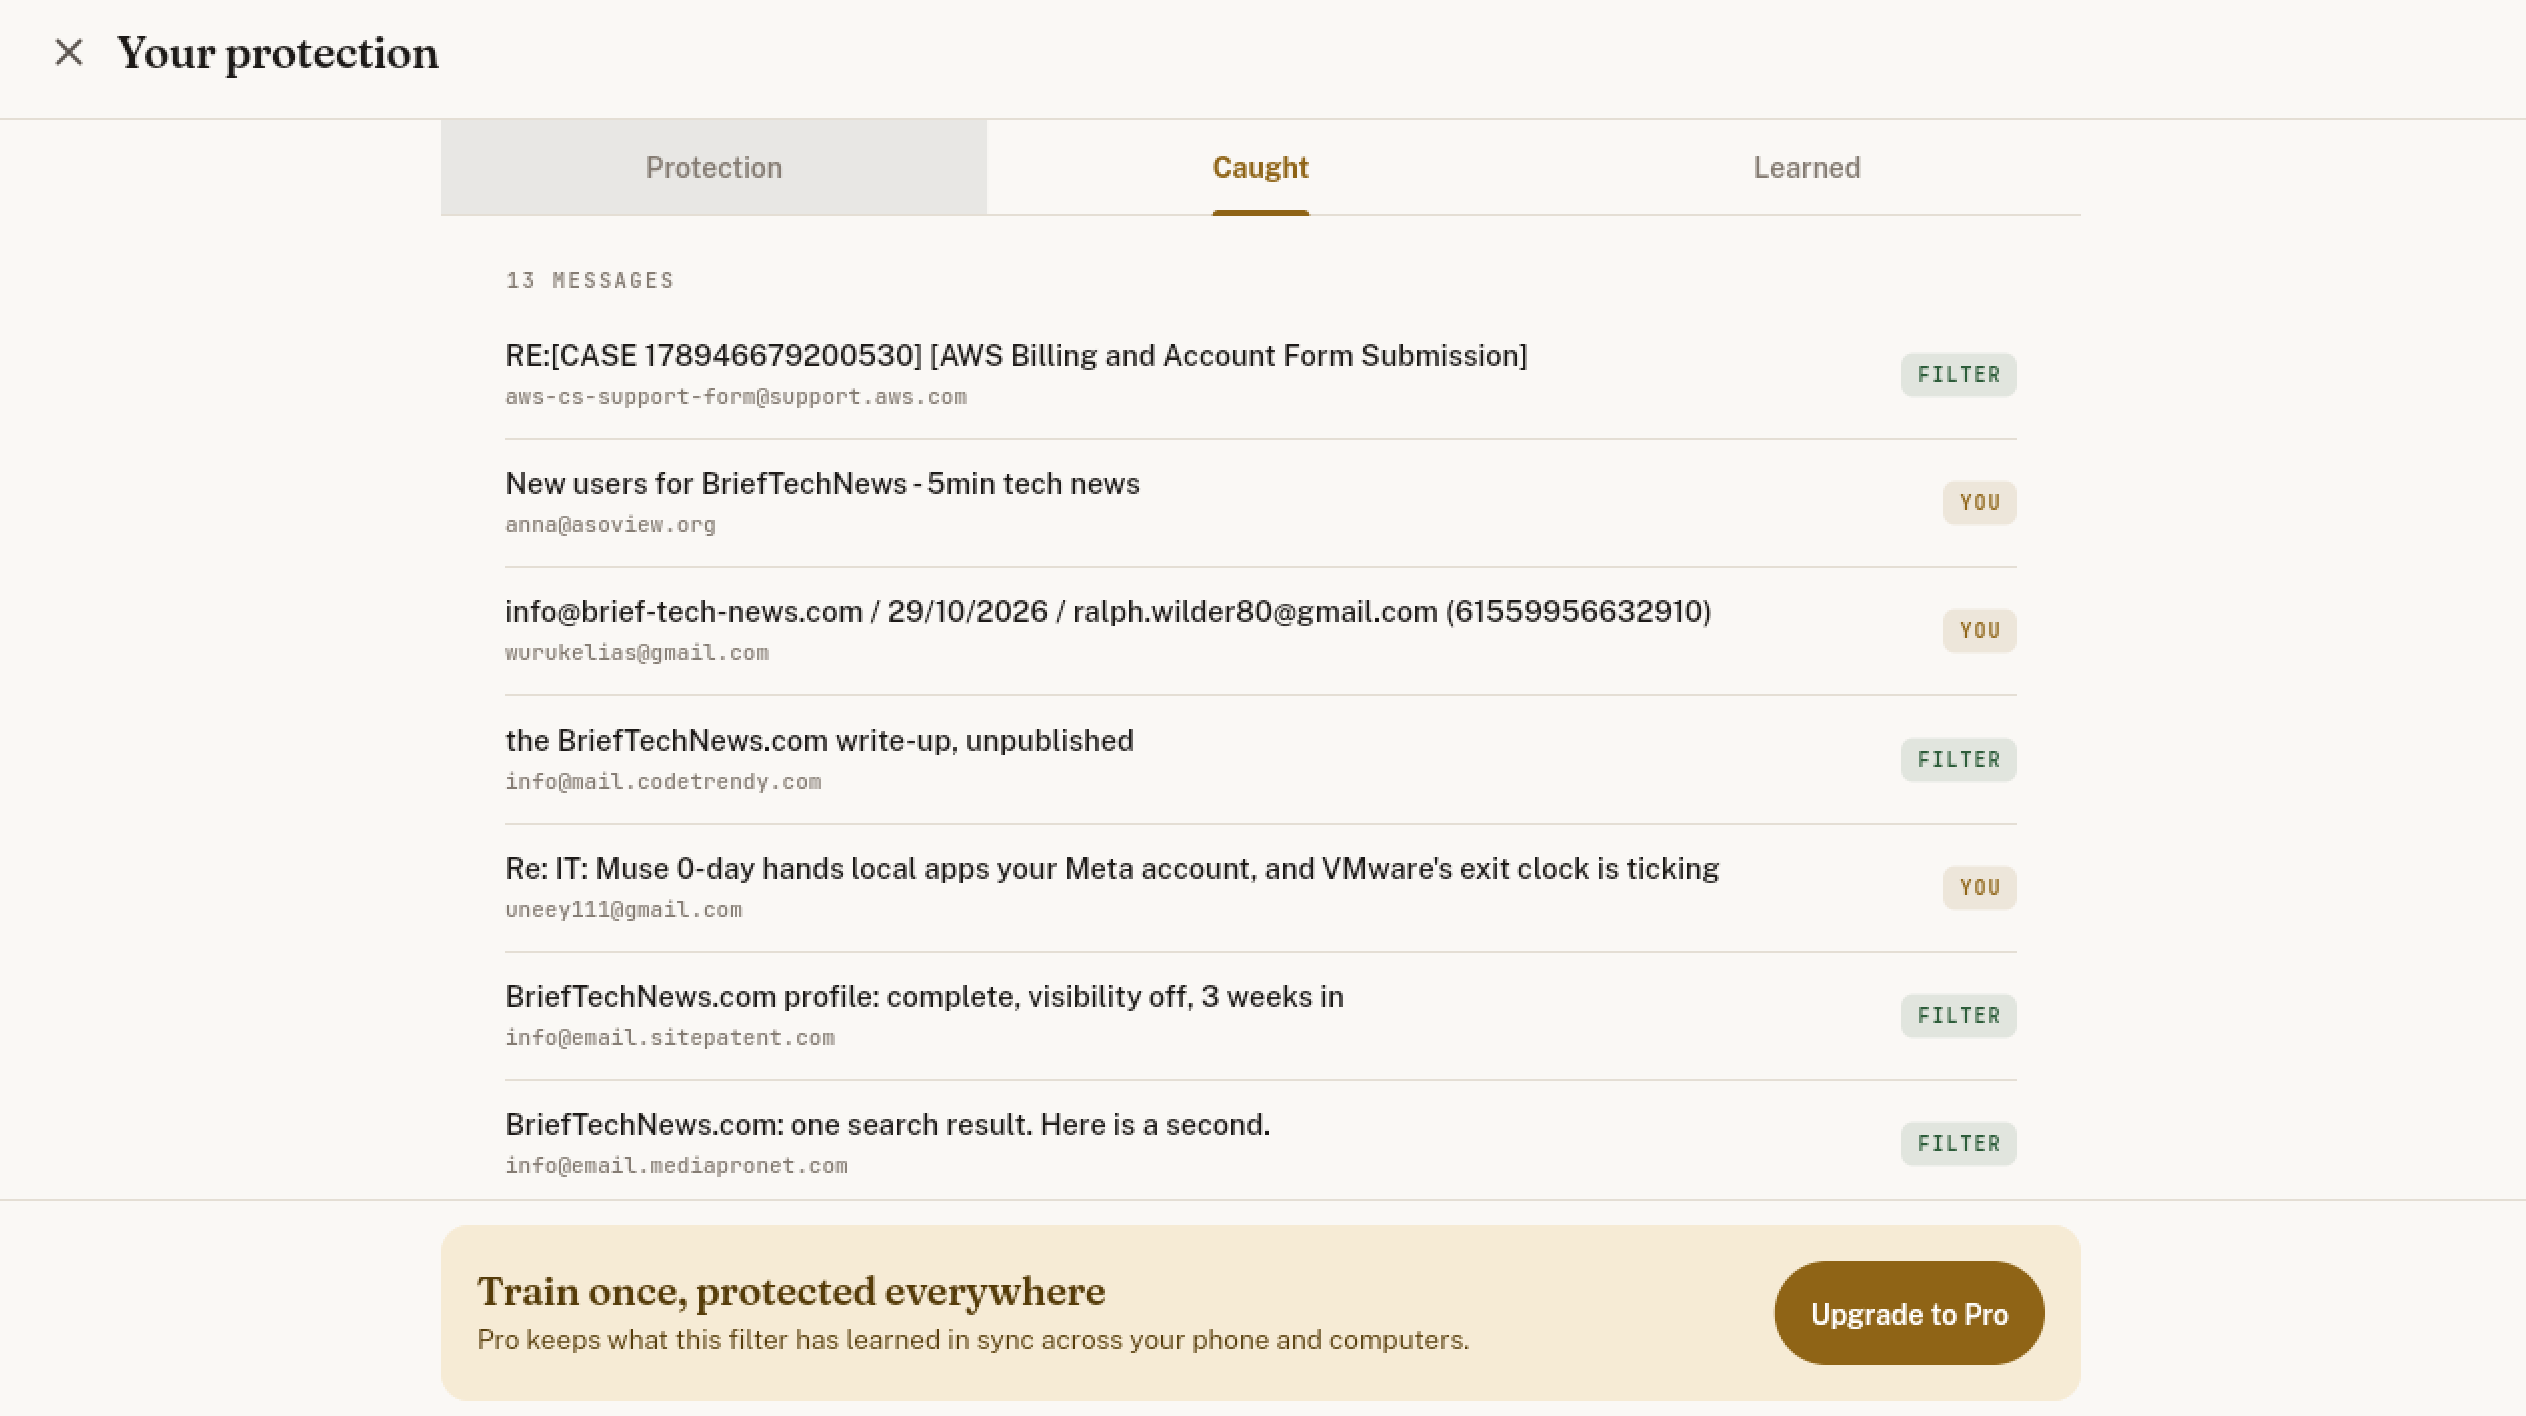 Your protection
Protection
Caught
Learned
13 MESSAGES
RE:[CASE 178946679200530] [AWS Billing and Account Form Submission]
aws-cs-support-form@support.aws.com
FILTER
New users for BriefTechNews - 5min tech news
anna@asoview.org
YOU
info@brief-tech-news.com / 29/10/2026 / ralph.wilder80@gmail.com (61559956632910)
wurukelias@gmail.com
YOU
the BriefTechNews.com write-up, unpublished
info@mail.codetrendy.com
FILTER
Re: IT: Muse 0-day hands local apps your Meta account, and VMware's exit clock is ticking
uneey111@gmail.com
YOU
BriefTechNews.com profile: complete, visibility off, 3 weeks in
info@email.sitepatent.com
FILTER
BriefTechNews.com: one search result. Here is a second.
info@email.mediapronet.com
FILTER
Train once, protected everywhere
Pro keeps what this filter has learned in sync across your phone and computers.
Upgrade to Pro